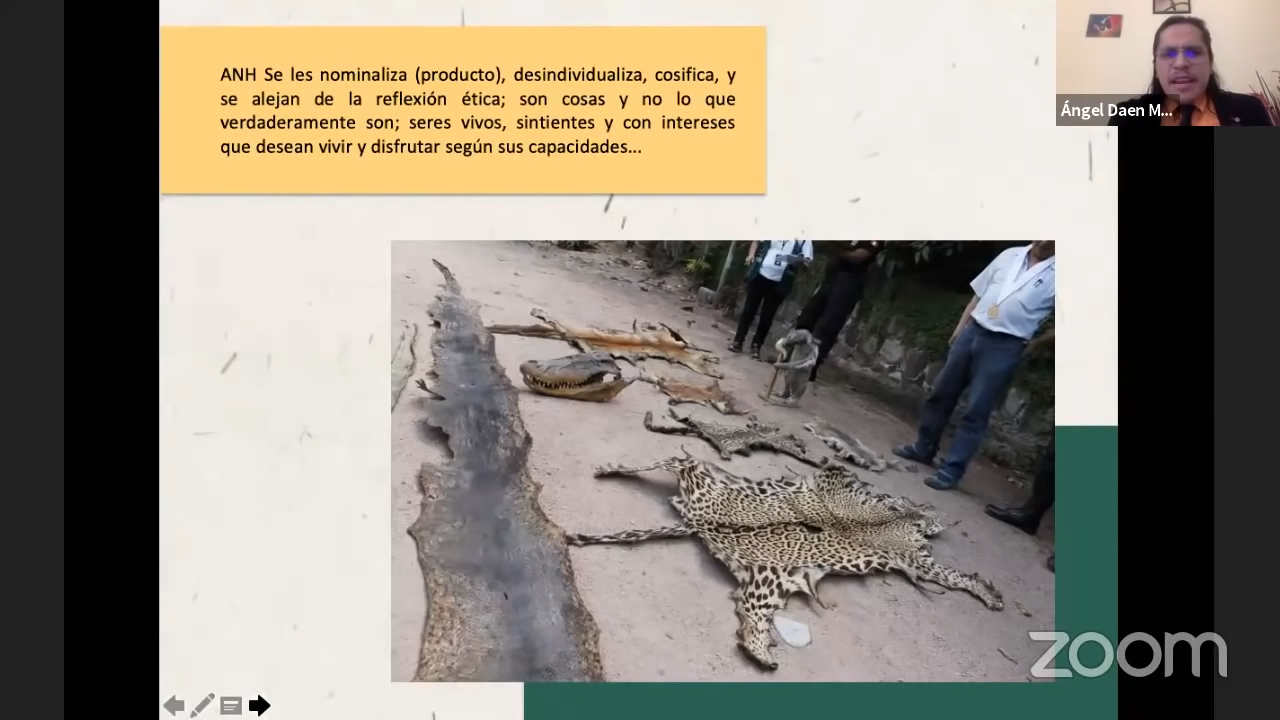 ANH Se les nominaliza (producto), desindividualiza, cosifica, y
se alejan de la reflexión ética; son cosas y no lo que
verdaderamente son; seres vivos, sintientes y con intereses
que desean vivir y disfrutar según sus capacidades...
Ángel Daen M...
zoom